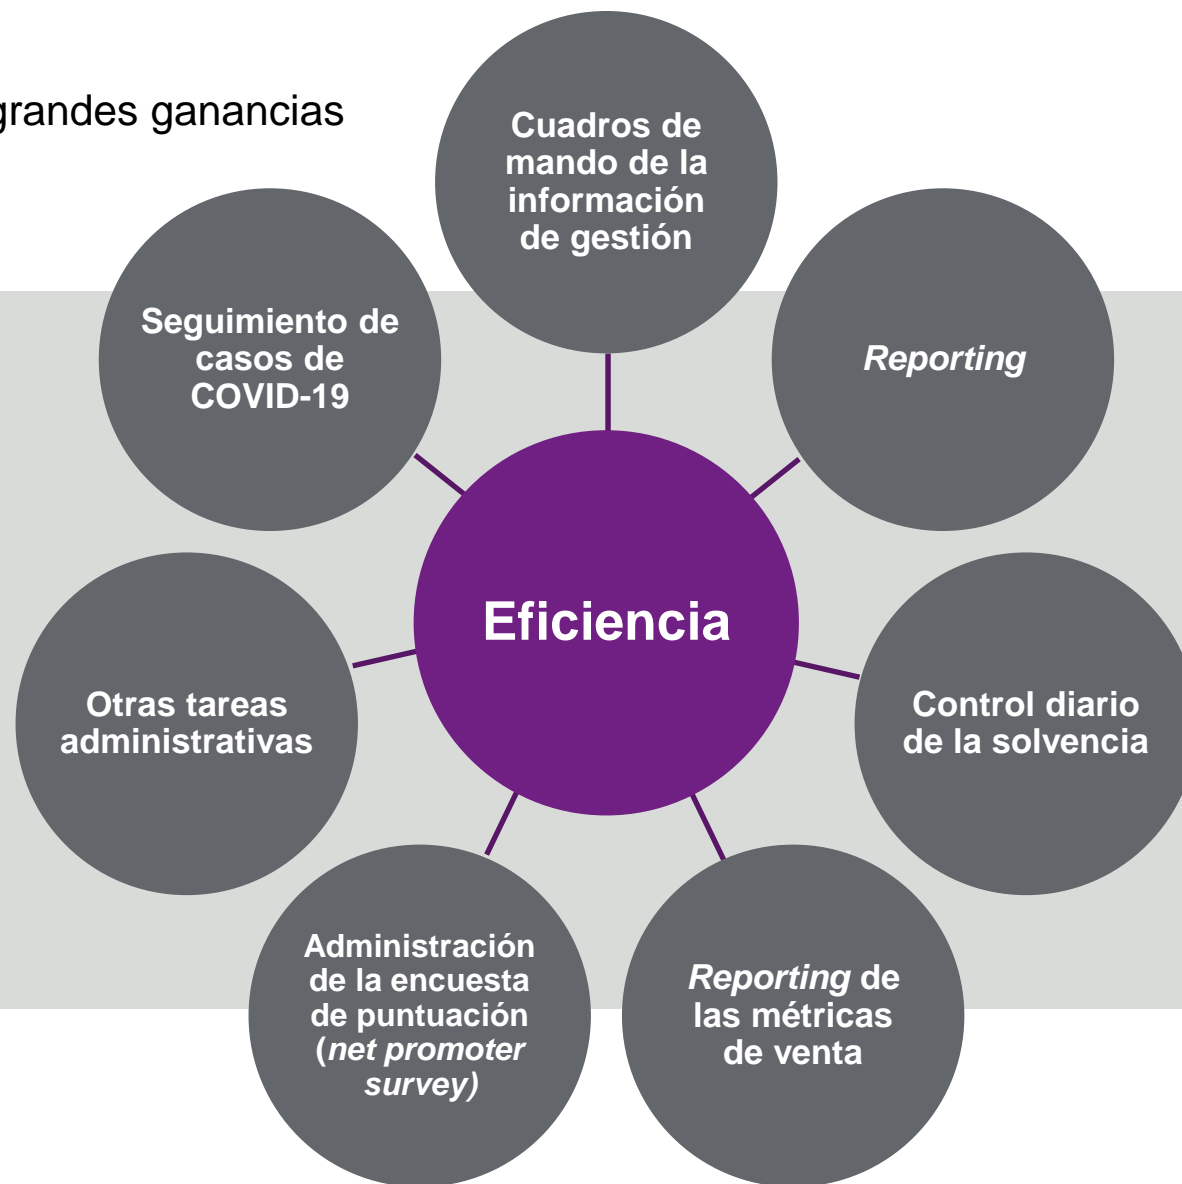 grandes ganancias
Cuadros de
mando de la
información
de gestión
Reporting
Control diario
de la solvencia
Reporting de
las métricas
de venta
Administración
de la encuesta
de puntuación
(net promoter
survey)
Otras tareas
administrativas
Seguimiento de
casos de
COVID-19
Eficiencia